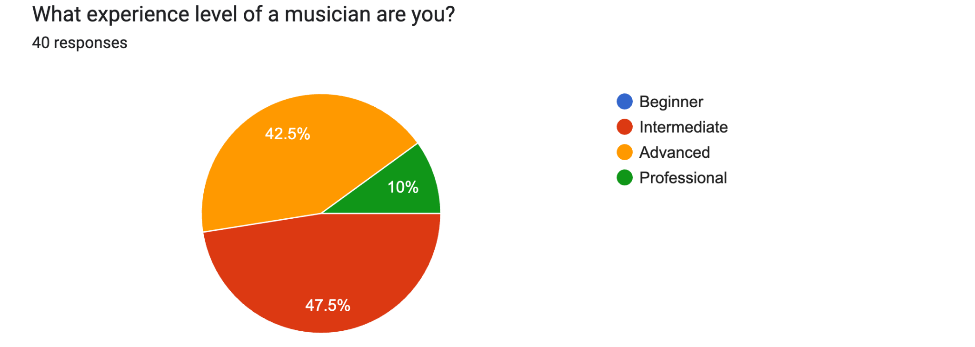 What experience level of a musician are you?
40 responses
42.5%
10%
47.5%
Beginner
Intermediate
Advanced
Professional